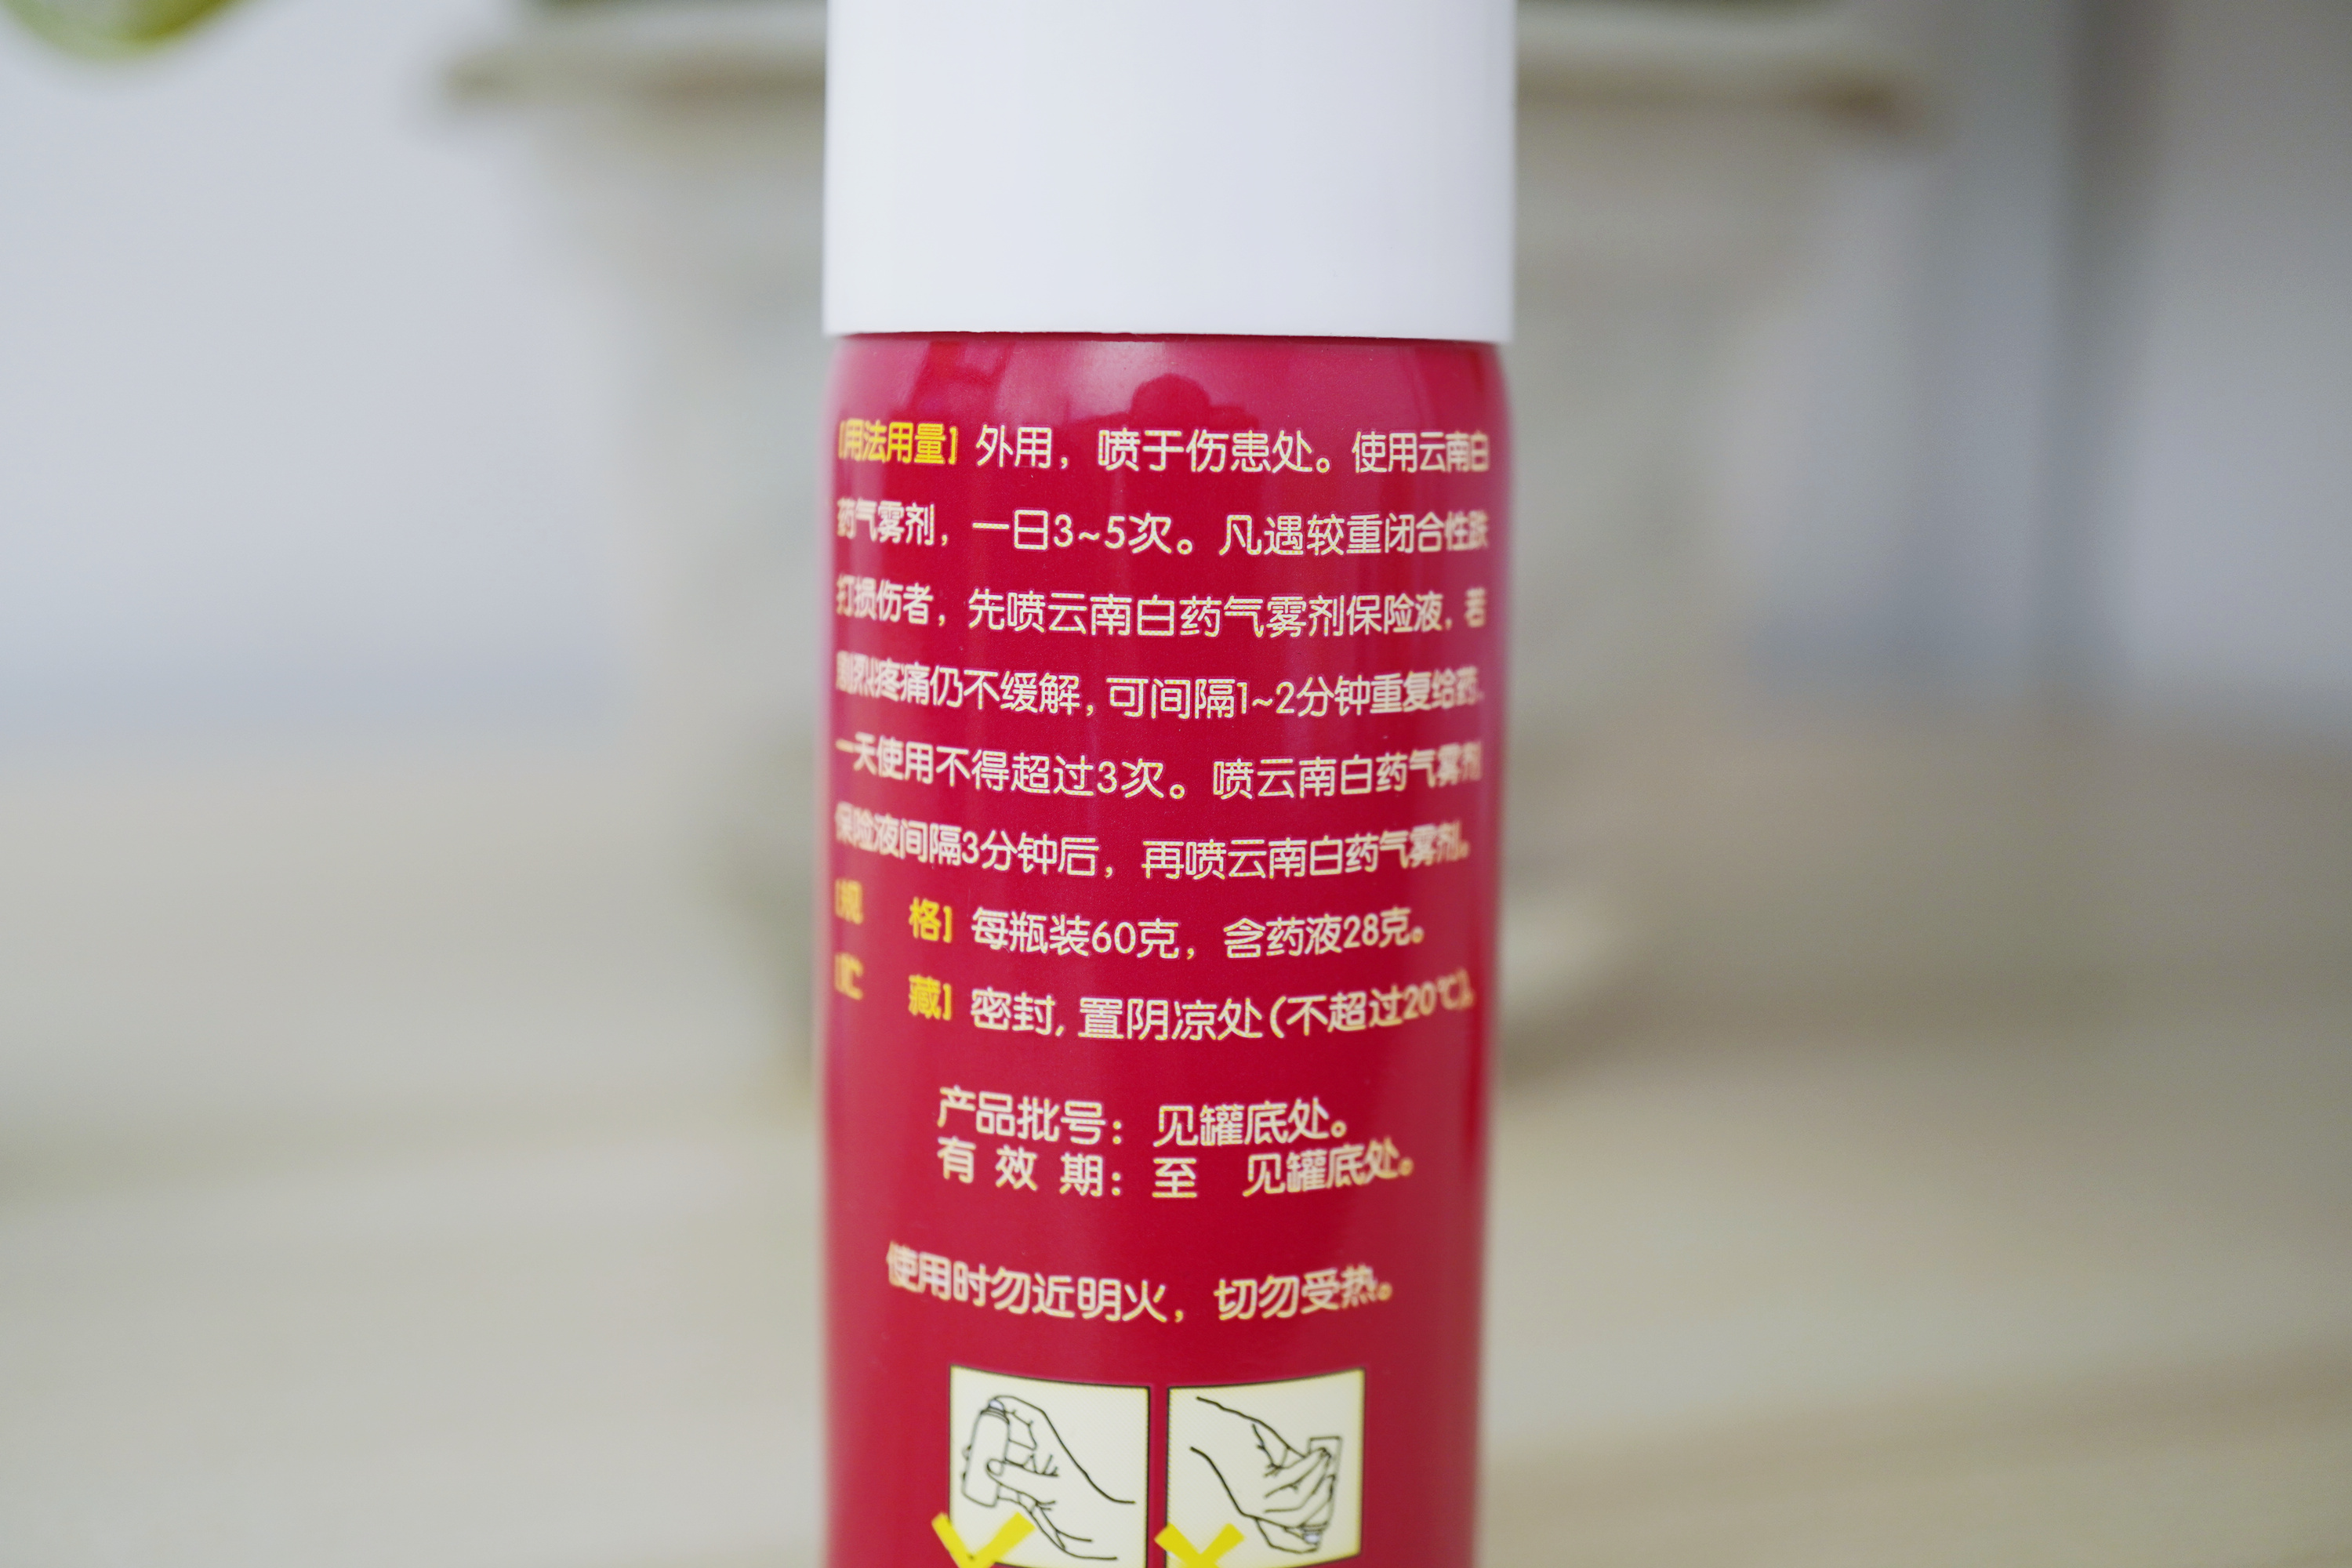 [用法用量] 外用，喷于伤患处。使用云南白
药气雾剂，一日3~5次。凡遇较重闭合性跌
打损伤者，先喷云南白药气雾剂保险液，若
剧烈疼痛仍不缓解，可间隔1~2分钟重复给药，
一天使用不得超过3次。喷云南白药气雾剂
保险液间隔3分钟后，再喷云南白药气雾剂。
[规 格] 每瓶装60克，含药液28克。
[贮 藏] 密封，置阴凉处(不超过20℃)。
产品批号：见罐底处。
有 效 期：至 见罐底处。
使用时勿近明火，切勿受热。